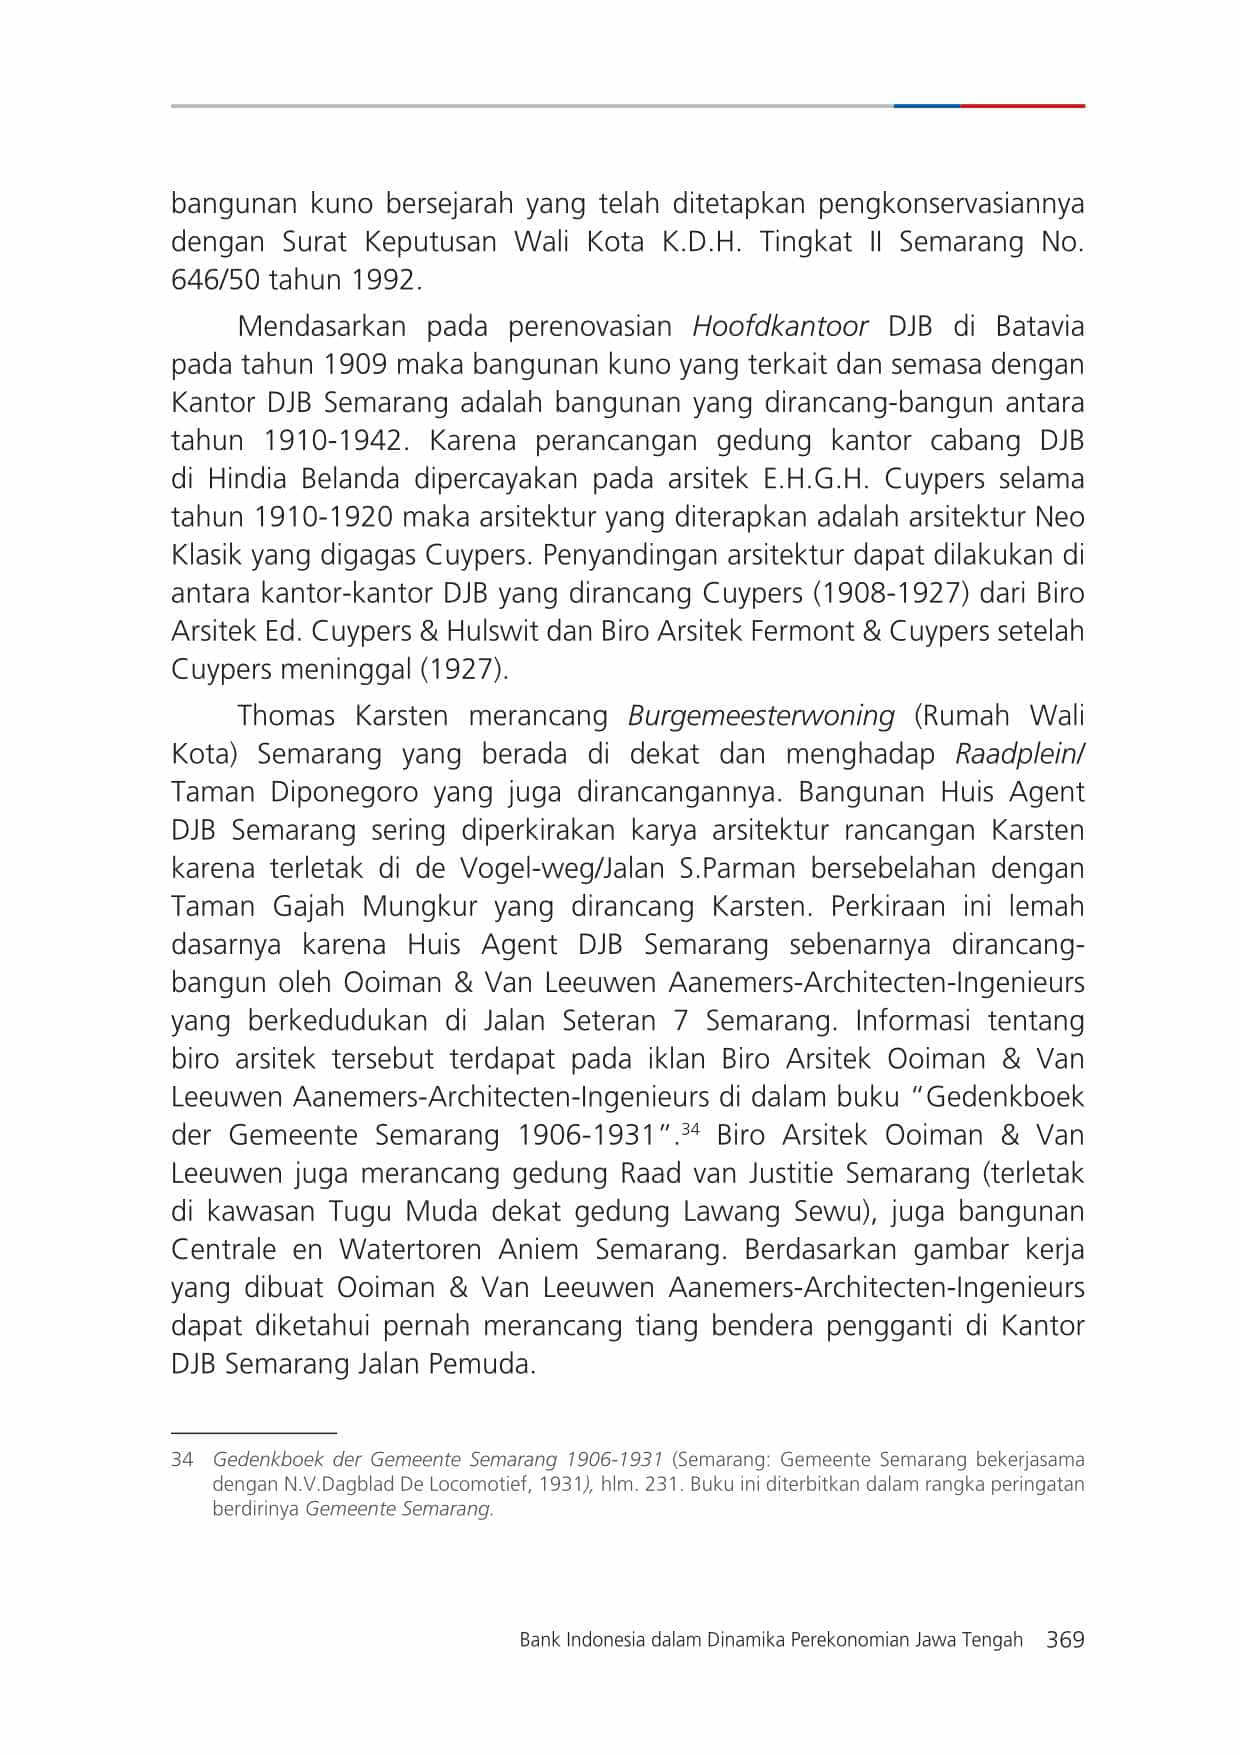 bangunan kuno bersejarah yang telah ditetapkan pengkonservasiannya
dengan Surat Keputusan Wali Kota K.D.H. Tingkat II Semarang No.
646/50 tahun 1992.
Mendasarkan pada perenovasian Hoofdkantoor DJB di Batavia
pada tahun 1909 maka bangunan kuno yang terkait dan semasa dengan
Kantor DJB Semarang adalah bangunan yang dirancang-bangun antara
tahun 1910-1942. Karena perancangan gedung kantor cabang DJB
di Hindia Belanda dipercayakan pada arsitek E.H.G.H. Cuypers selama
tahun 1910-1920 maka arsitektur yang diterapkan adalah arsitektur Neo
Klasik yang digagas Cuypers. Penyandingan arsitektur dapat dilakukan di
antara kantor-kantor DJB yang dirancang Cuypers (1908-1927) dari Biro
Arsitek Ed. Cuypers & Hulswit dan Biro Arsitek Fermont & Cuypers setelah
Cuypers meninggal (1927).
Thomas Karsten merancang Burgemeesterwoning (Rumah Wali
Kota) Semarang yang berada di dekat dan menghadap Raadplein/
Taman Diponegoro yang juga dirancangannya. Bangunan Huis Agent
DJB Semarang sering diperkirakan karya arsitektur rancangan Karsten
karena terletak di de Vogel-weg/Jalan S.Parman bersebelahan dengan
Taman Gajah Mungkur yang dirancang Karsten. Perkiraan ini lemah
dasarnya karena Huis Agent DJB Semarang sebenarnya dirancang-
bangun oleh Ooiman & Van Leeuwen Aanemers-Architecten-Ingenieurs
yang berkedudukan di Jalan Seteran 7 Semarang. Informasi tentang
biro arsitek tersebut terdapat pada iklan Biro Arsitek Ooiman & Van
Leeuwen Aanemers-Architecten-Ingenieurs di dalam buku “Gedenkboek
der Gemeente Semarang 1906-1931”.34 Biro Arsitek Ooiman & Van
Leeuwen juga merancang gedung Raad van Justitie Semarang (terletak
di kawasan Tugu Muda dekat gedung Lawang Sewu), juga bangunan
Centrale en Watertoren Aniem Semarang. Berdasarkan gambar kerja
yang dibuat Ooiman & Van Leeuwen Aanemers-Architecten-Ingenieurs
dapat diketahui pernah merancang tiang bendera pengganti di Kantor
DJB Semarang Jalan Pemuda.
34 Gedenkboek der Gemeente Semarang 1906-1931 (Semarang: Gemeente Semarang bekerjasama
dengan N.V.Dagblad De Locomotief, 1931), hlm. 231. Buku ini diterbitkan dalam rangka peringatan
berdirinya Gemeente Semarang.
Bank Indonesia dalam Dinamika Perekonomian Jawa Tengah 369